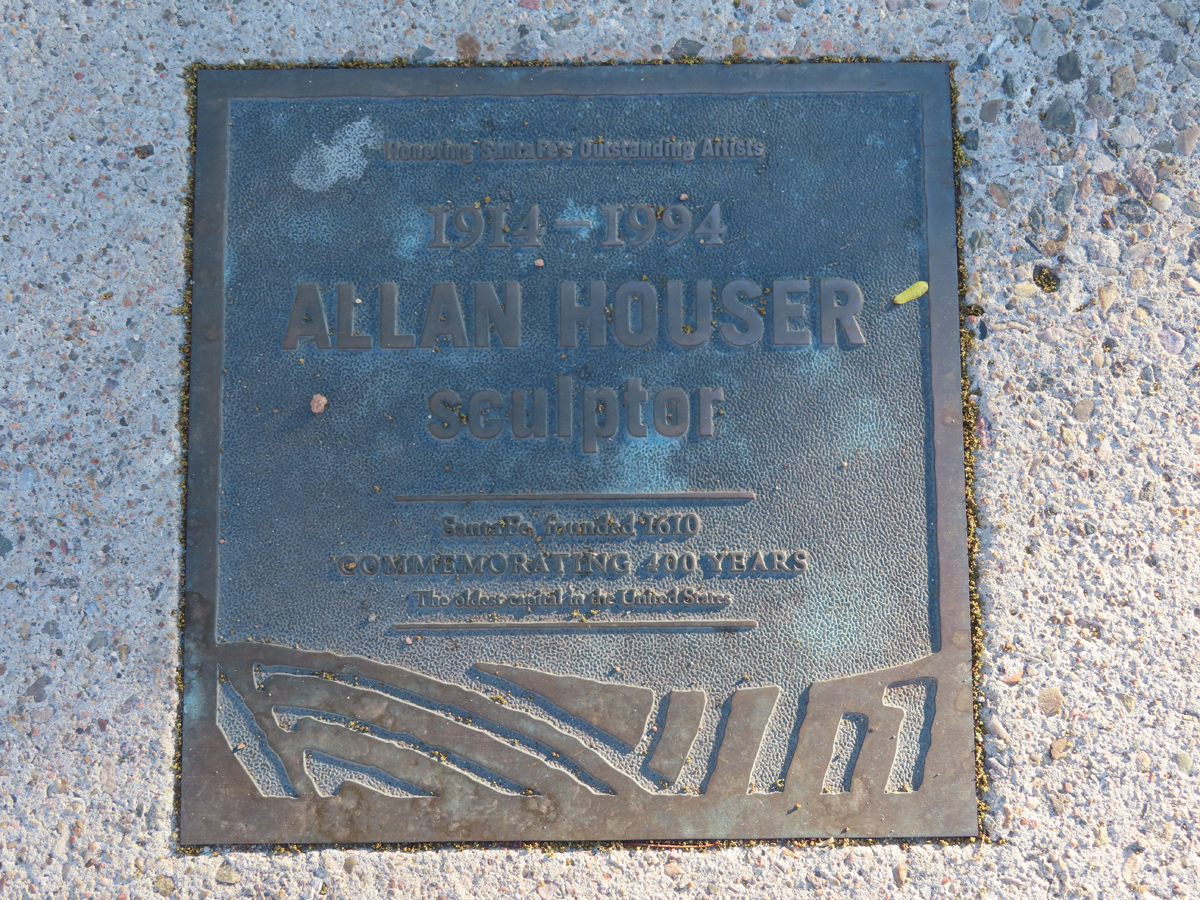 Honoring Santa Fe's Outstanding Artists
1914–1994
ALLAN HOUSER
sculptor
Santa Fe, founded 1610
COMMEMORATING 400 YEARS
The oldest capital in the United States